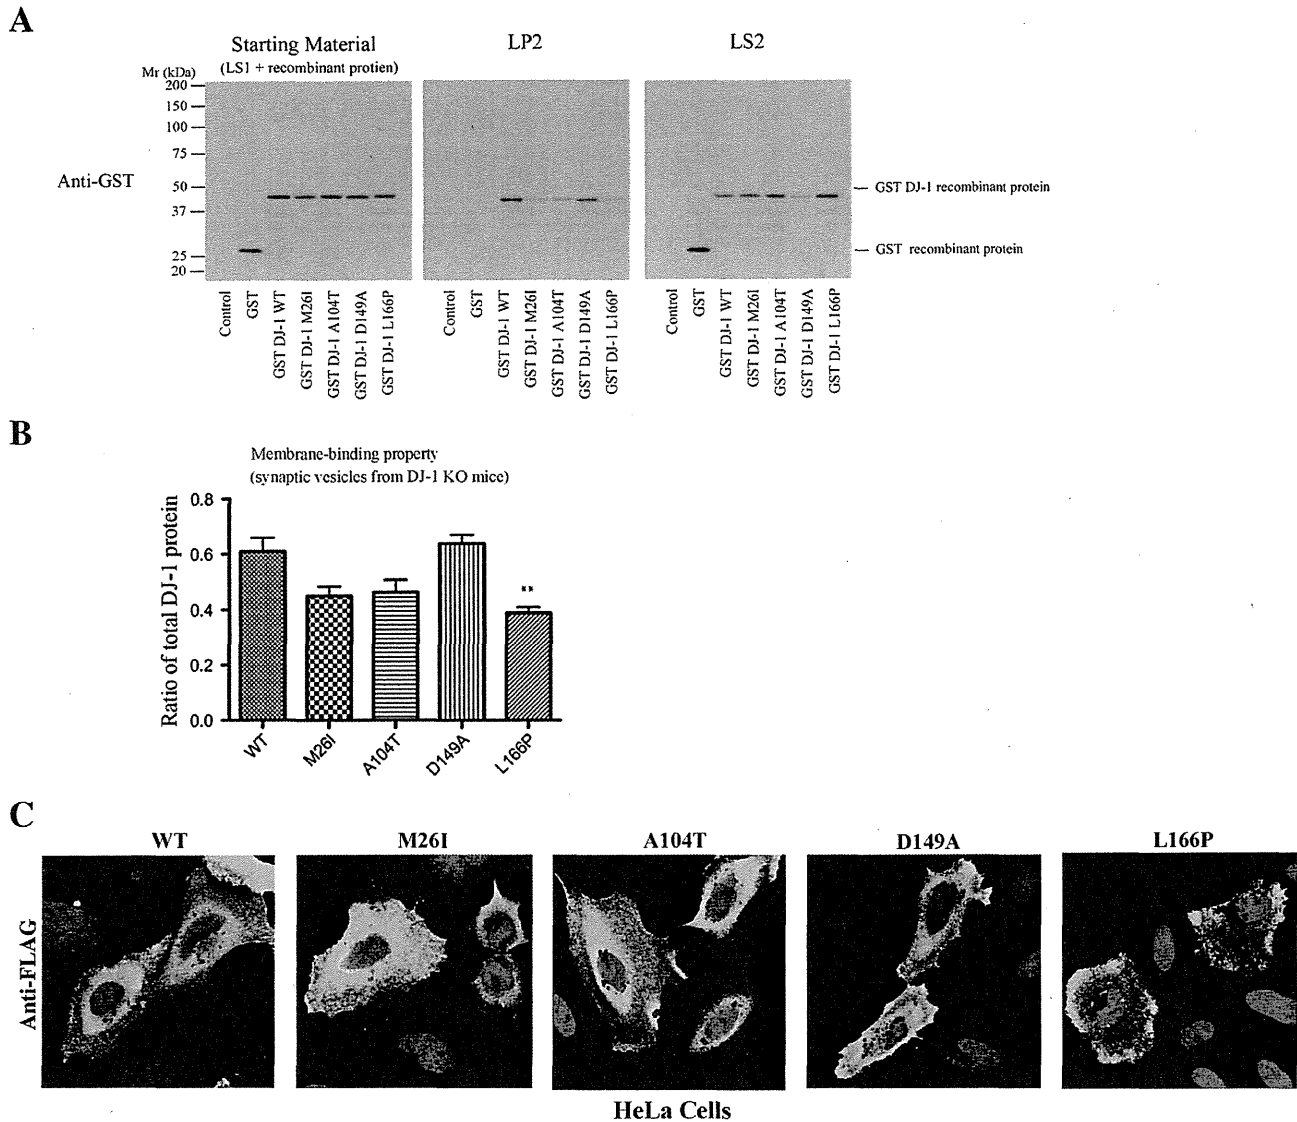 A
Starting Material
(LS1 + recombinant protien)
LP2
LS2
Mr (kDa)
200
150
100
75
50
37
25
20
Anti-GST
GST DJ-1 recombinant protein
GST recombinant protein
Control
GST
GST DJ-1 WT
GST DJ-1 M26I
GST DJ-1 A104T
GST DJ-1 D149A
GST DJ-1 L166P
Control
GST
GST DJ-1 WT
GST DJ-1 M26I
GST DJ-1 A104T
GST DJ-1 D149A
GST DJ-1 L166P
Control
GST
GST DJ-1 WT
GST DJ-1 M26I
GST DJ-1 A104T
GST DJ-1 D149A
GST DJ-1 L166P
B
Membrane-binding property
(synaptic vesicles from DJ-1 KO mice)
Ratio of total DJ-1 protein
0.8
0.6
0.4
0.2
0.0
**
WT
M26I
A104T
D149A
L166P
C
WT
M26I
A104T
D149A
L166P
Anti-FLAG
HeLa Cells